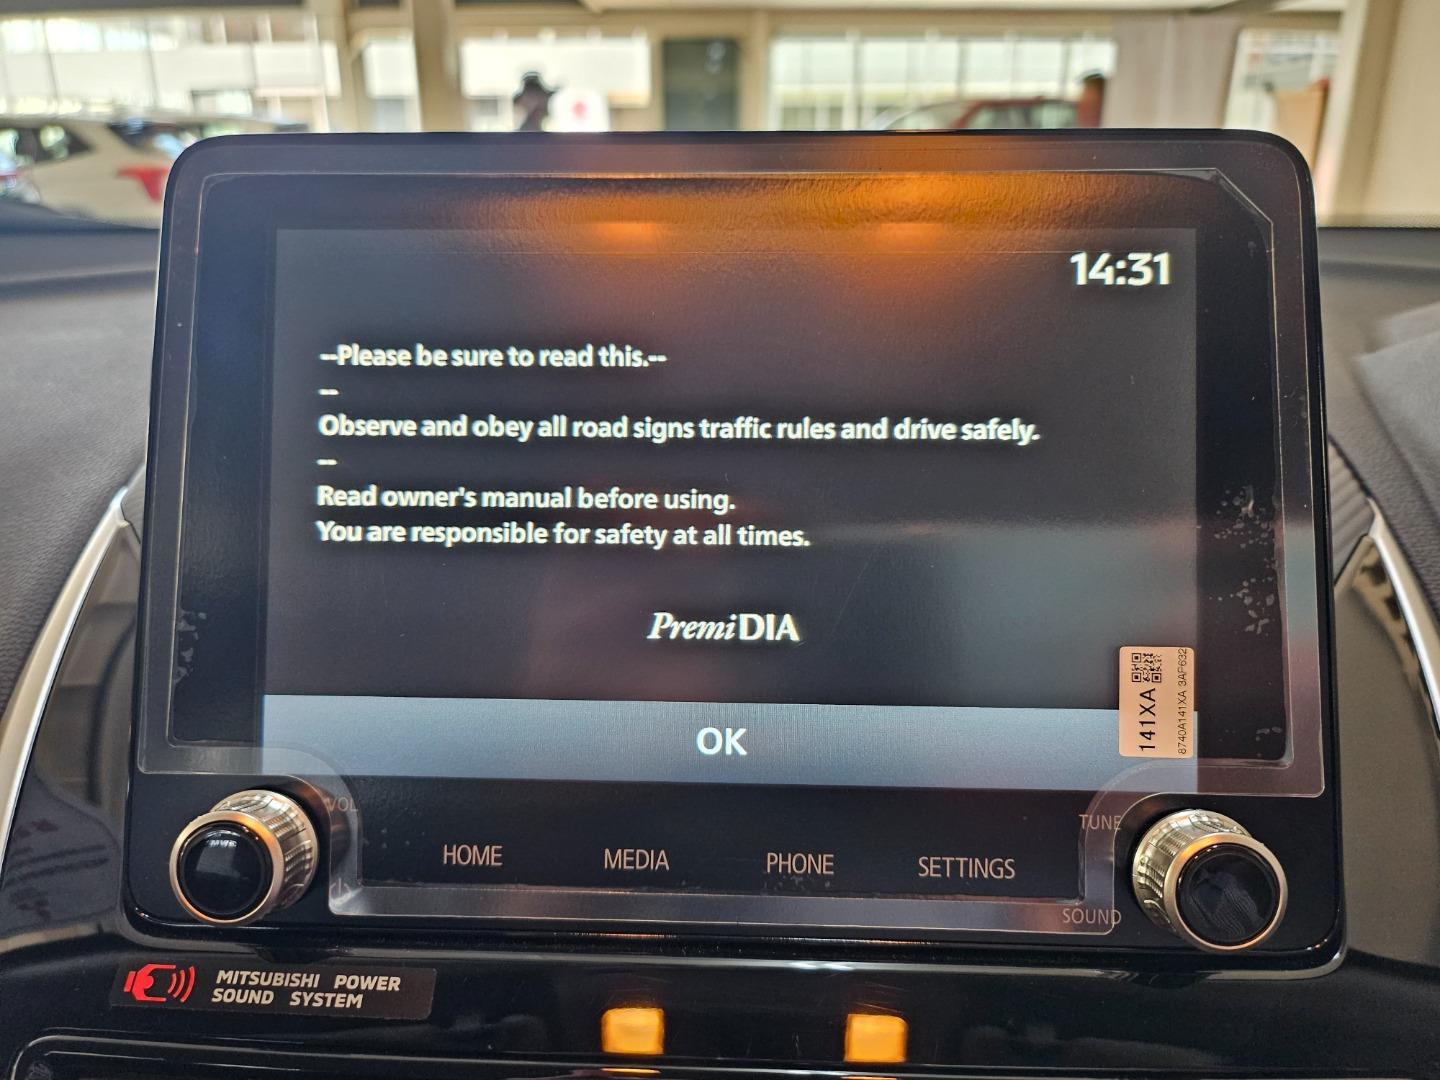 14:31
--Please be sure to read this.--
--
Observe and obey all road signs traffic rules and drive safely.
--
Read owner's manual before using.
You are responsible for safety at all times.
PremiDIA
OK
141XA
8740A141XA 3AP632
VOL
TUNE
HOME
MEDIA
PHONE
SETTINGS
SOUND
MITSUBISHI POWER
SOUND SYSTEM